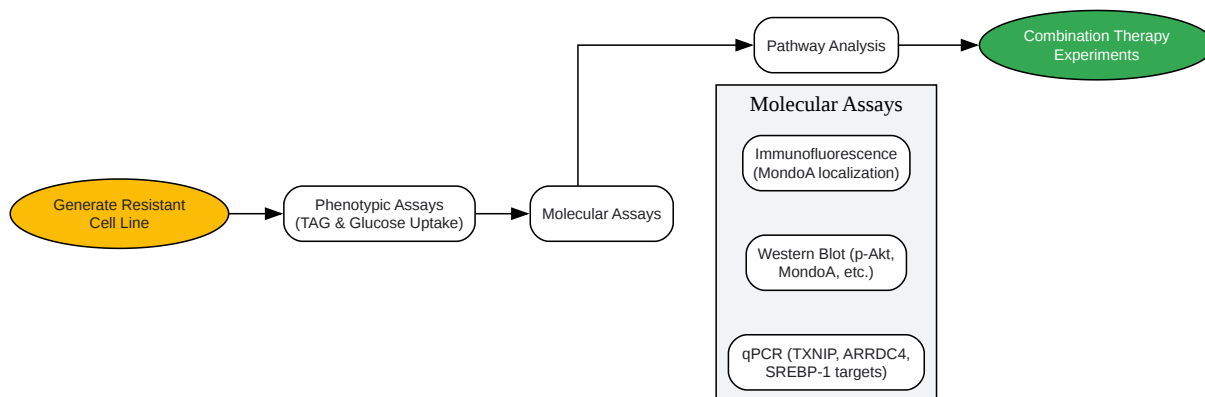 Generate Resistant
Cell Line
Phenotypic Assays
(TAG & Glucose Uptake)
Molecular Assays
Pathway Analysis
Combination Therapy
Experiments
Molecular Assays
Immunofluorescence
(MondoA localization)
Western Blot (p-Akt,
MondoA, etc.)
qPCR (TXNIP, ARRDC4,
SREBP-1 targets)